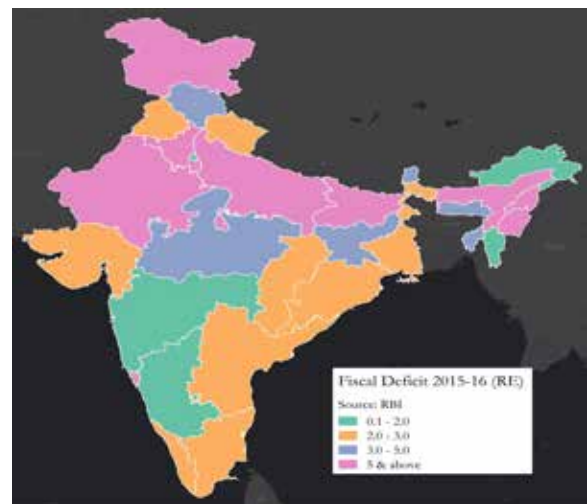 Fiscal Deficit 2015-16 (RE)
Source: RBI
0.1 - 2.0
2.0 - 3.0
3.0 - 5.0
5 & above